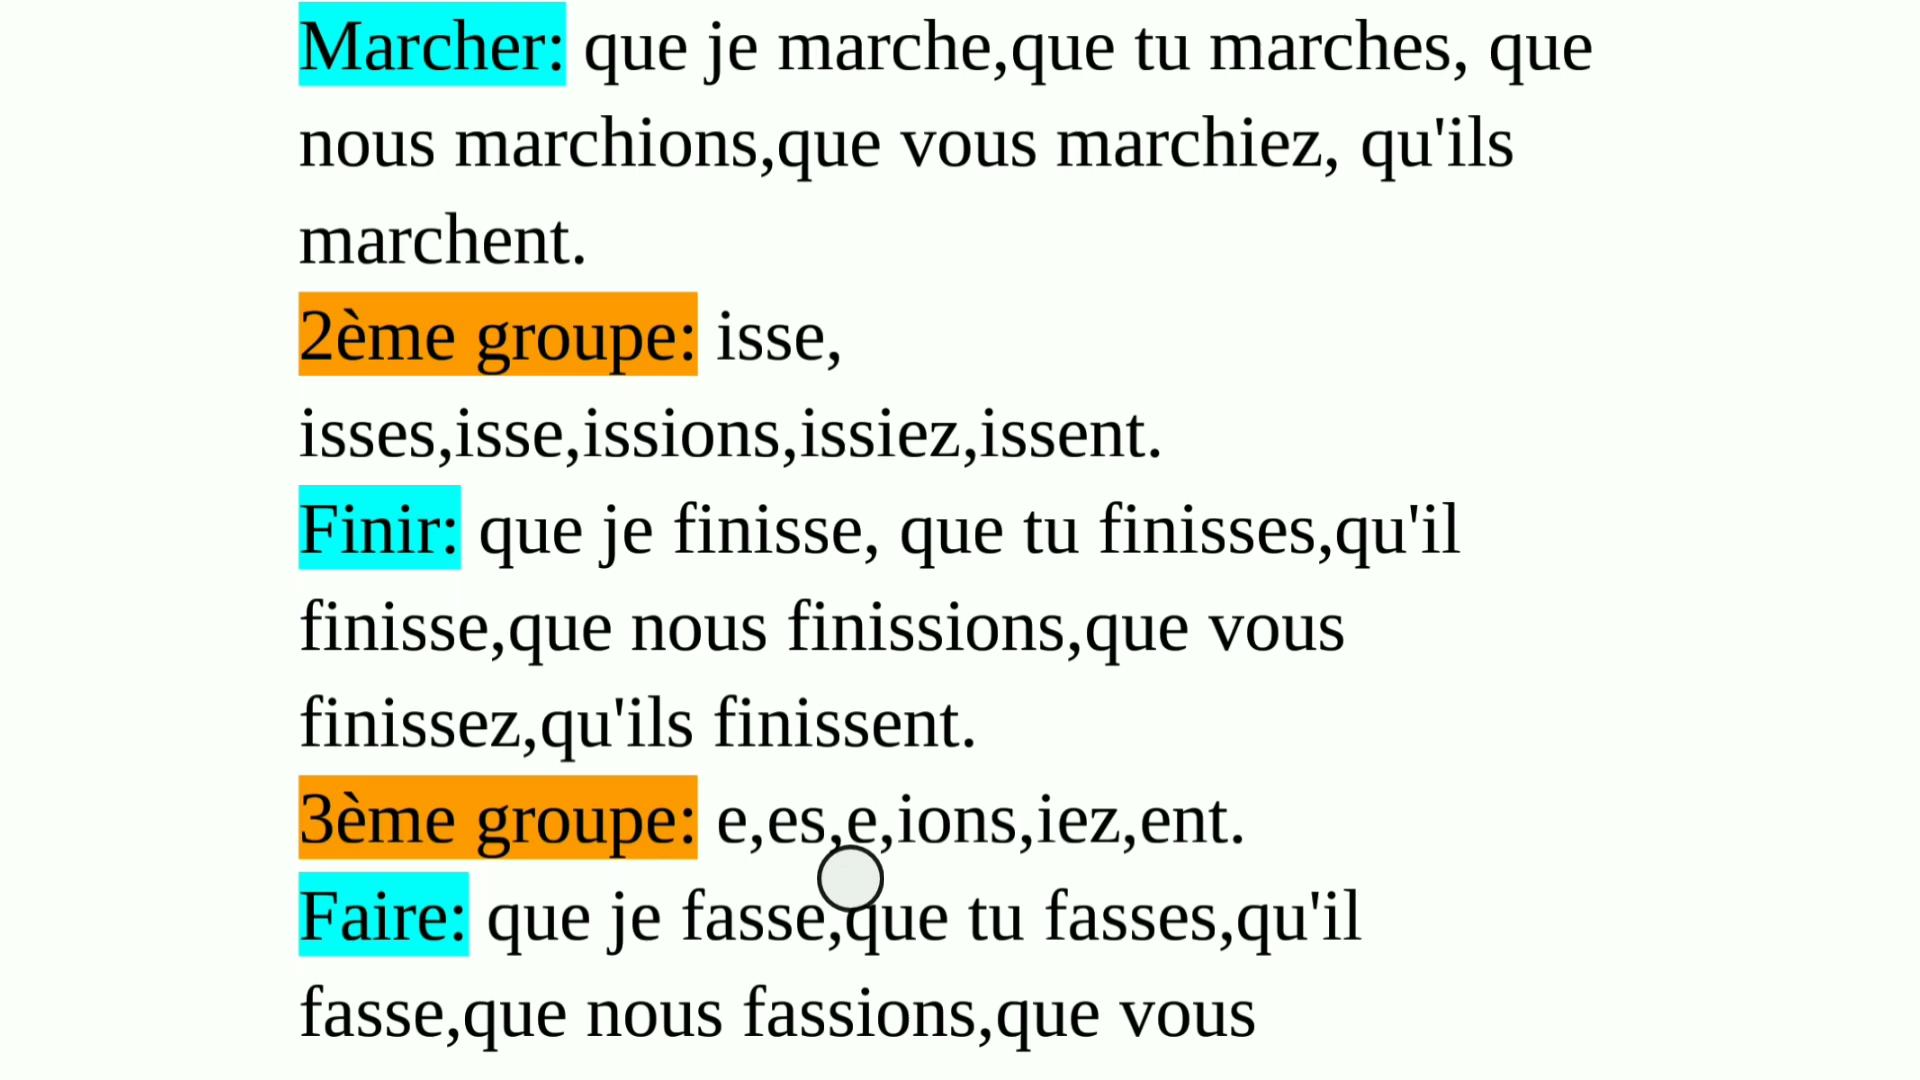 Marcher: que je marche,que tu marches, que
nous marchions,que vous marchiez, qu'ils
marchent.
2ème groupe: isse,
isses,isse,issions,issiez,issent.
Finir: que je finisse, que tu finisses,qu'il
finisse,que nous finissions,que vous
finissez,qu'ils finissent.
3ème groupe: e,es,e,ions,iez,ent.
Faire: que je fasse,que tu fasses,qu'il
fasse,que nous fassions,que vous